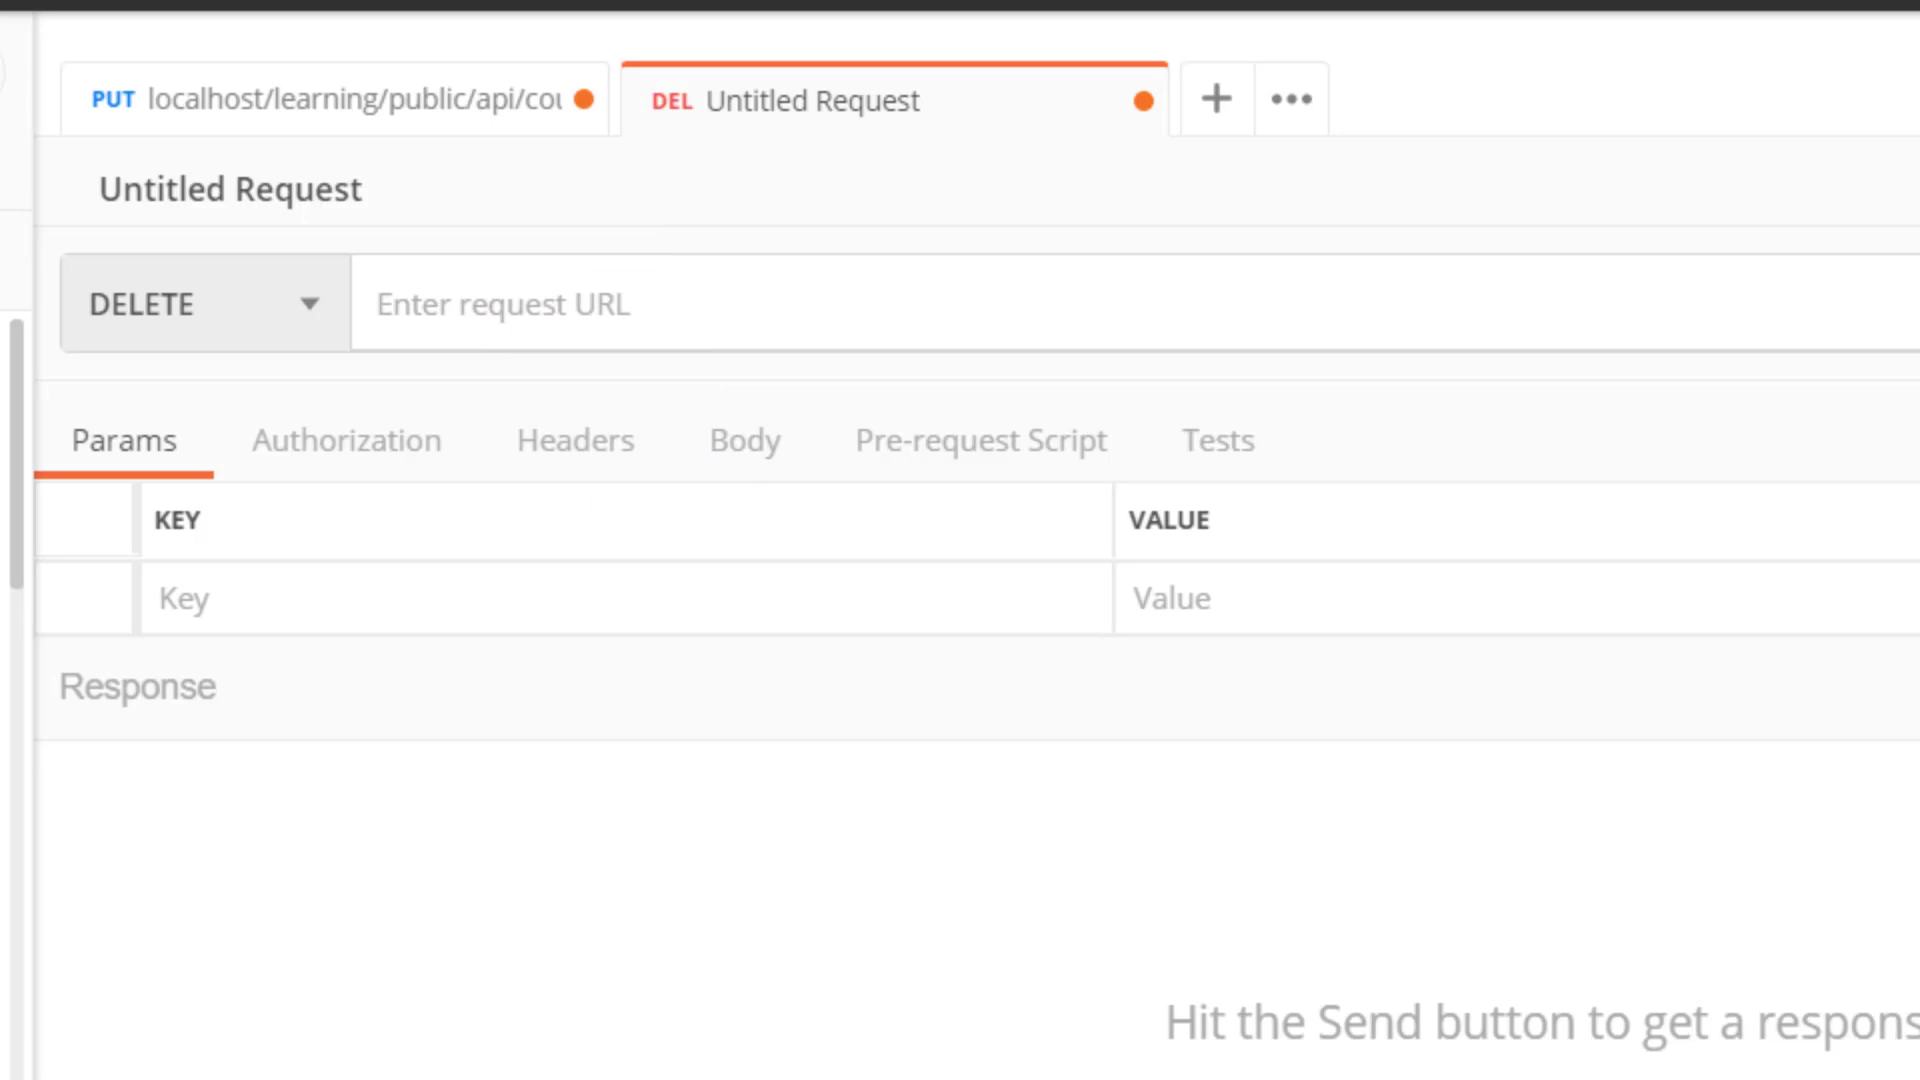 PUT localhost/learning/public/api/cou
DEL Untitled Request
Untitled Request
DELETE
Enter request URL
Params Authorization Headers Body Pre-request Script Tests
KEY VALUE
Key Value
Response
Hit the Send button to get a respons